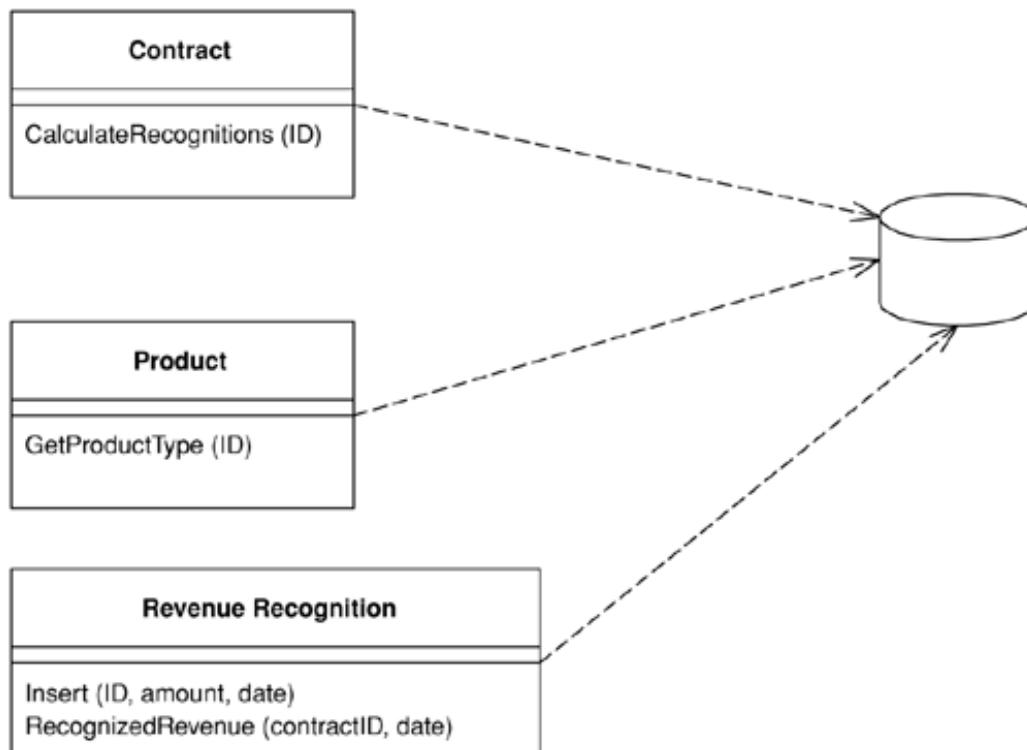 Contract
CalculateRecognitions (ID)
Product
GetProductType (ID)
Revenue Recognition
Insert (ID, amount, date)
RecognizedRevenue (contractID, date)